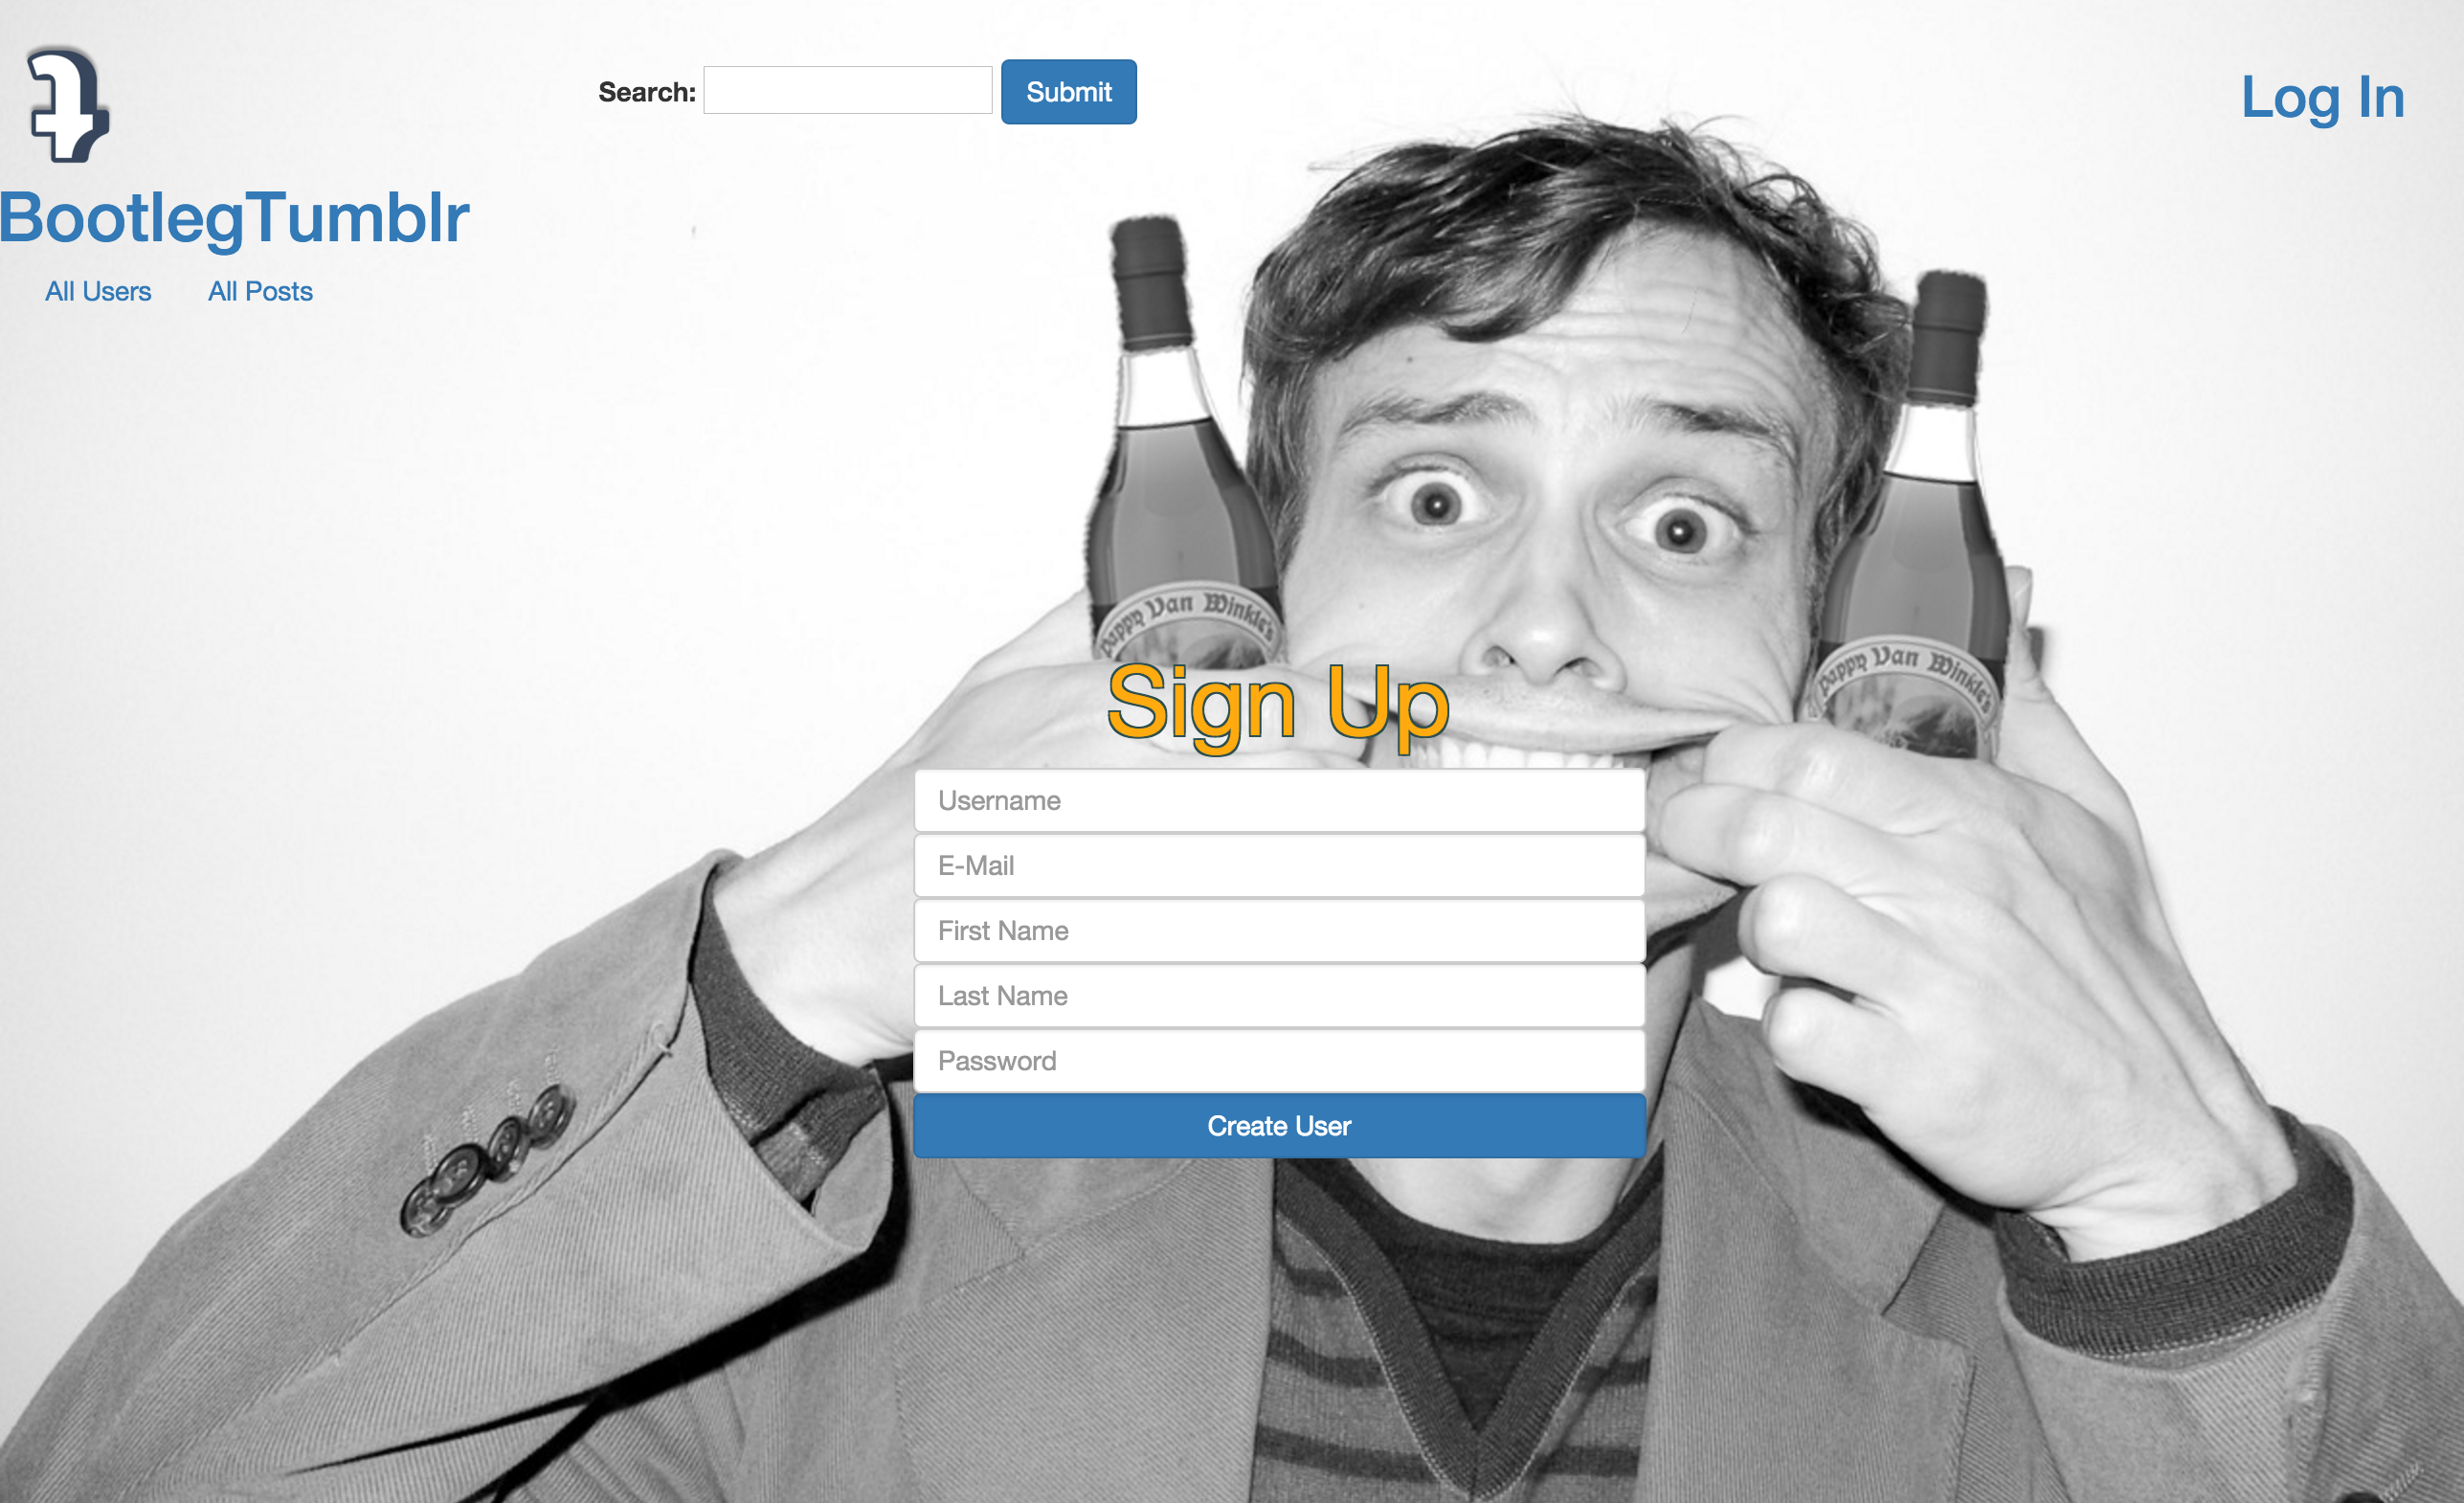 Search:
Submit
Log In
BootlegTumblr
All Users
All Posts
Pappy Van Winkle's
Pappy Van Winkle's
Sign Up
Username
E-Mail
First Name
Last Name
Password
Create User